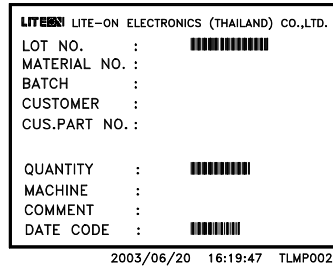 LITEON LITE-ON ELECTRONICS (THAILAND) CO.,LTD.
LOT NO. :
MATERIAL NO. :
BATCH :
CUSTOMER :
CUS.PART NO. :
QUANTITY :
MACHINE :
COMMENT :
DATE CODE :
2003/06/20 16:19:47 TLMP002